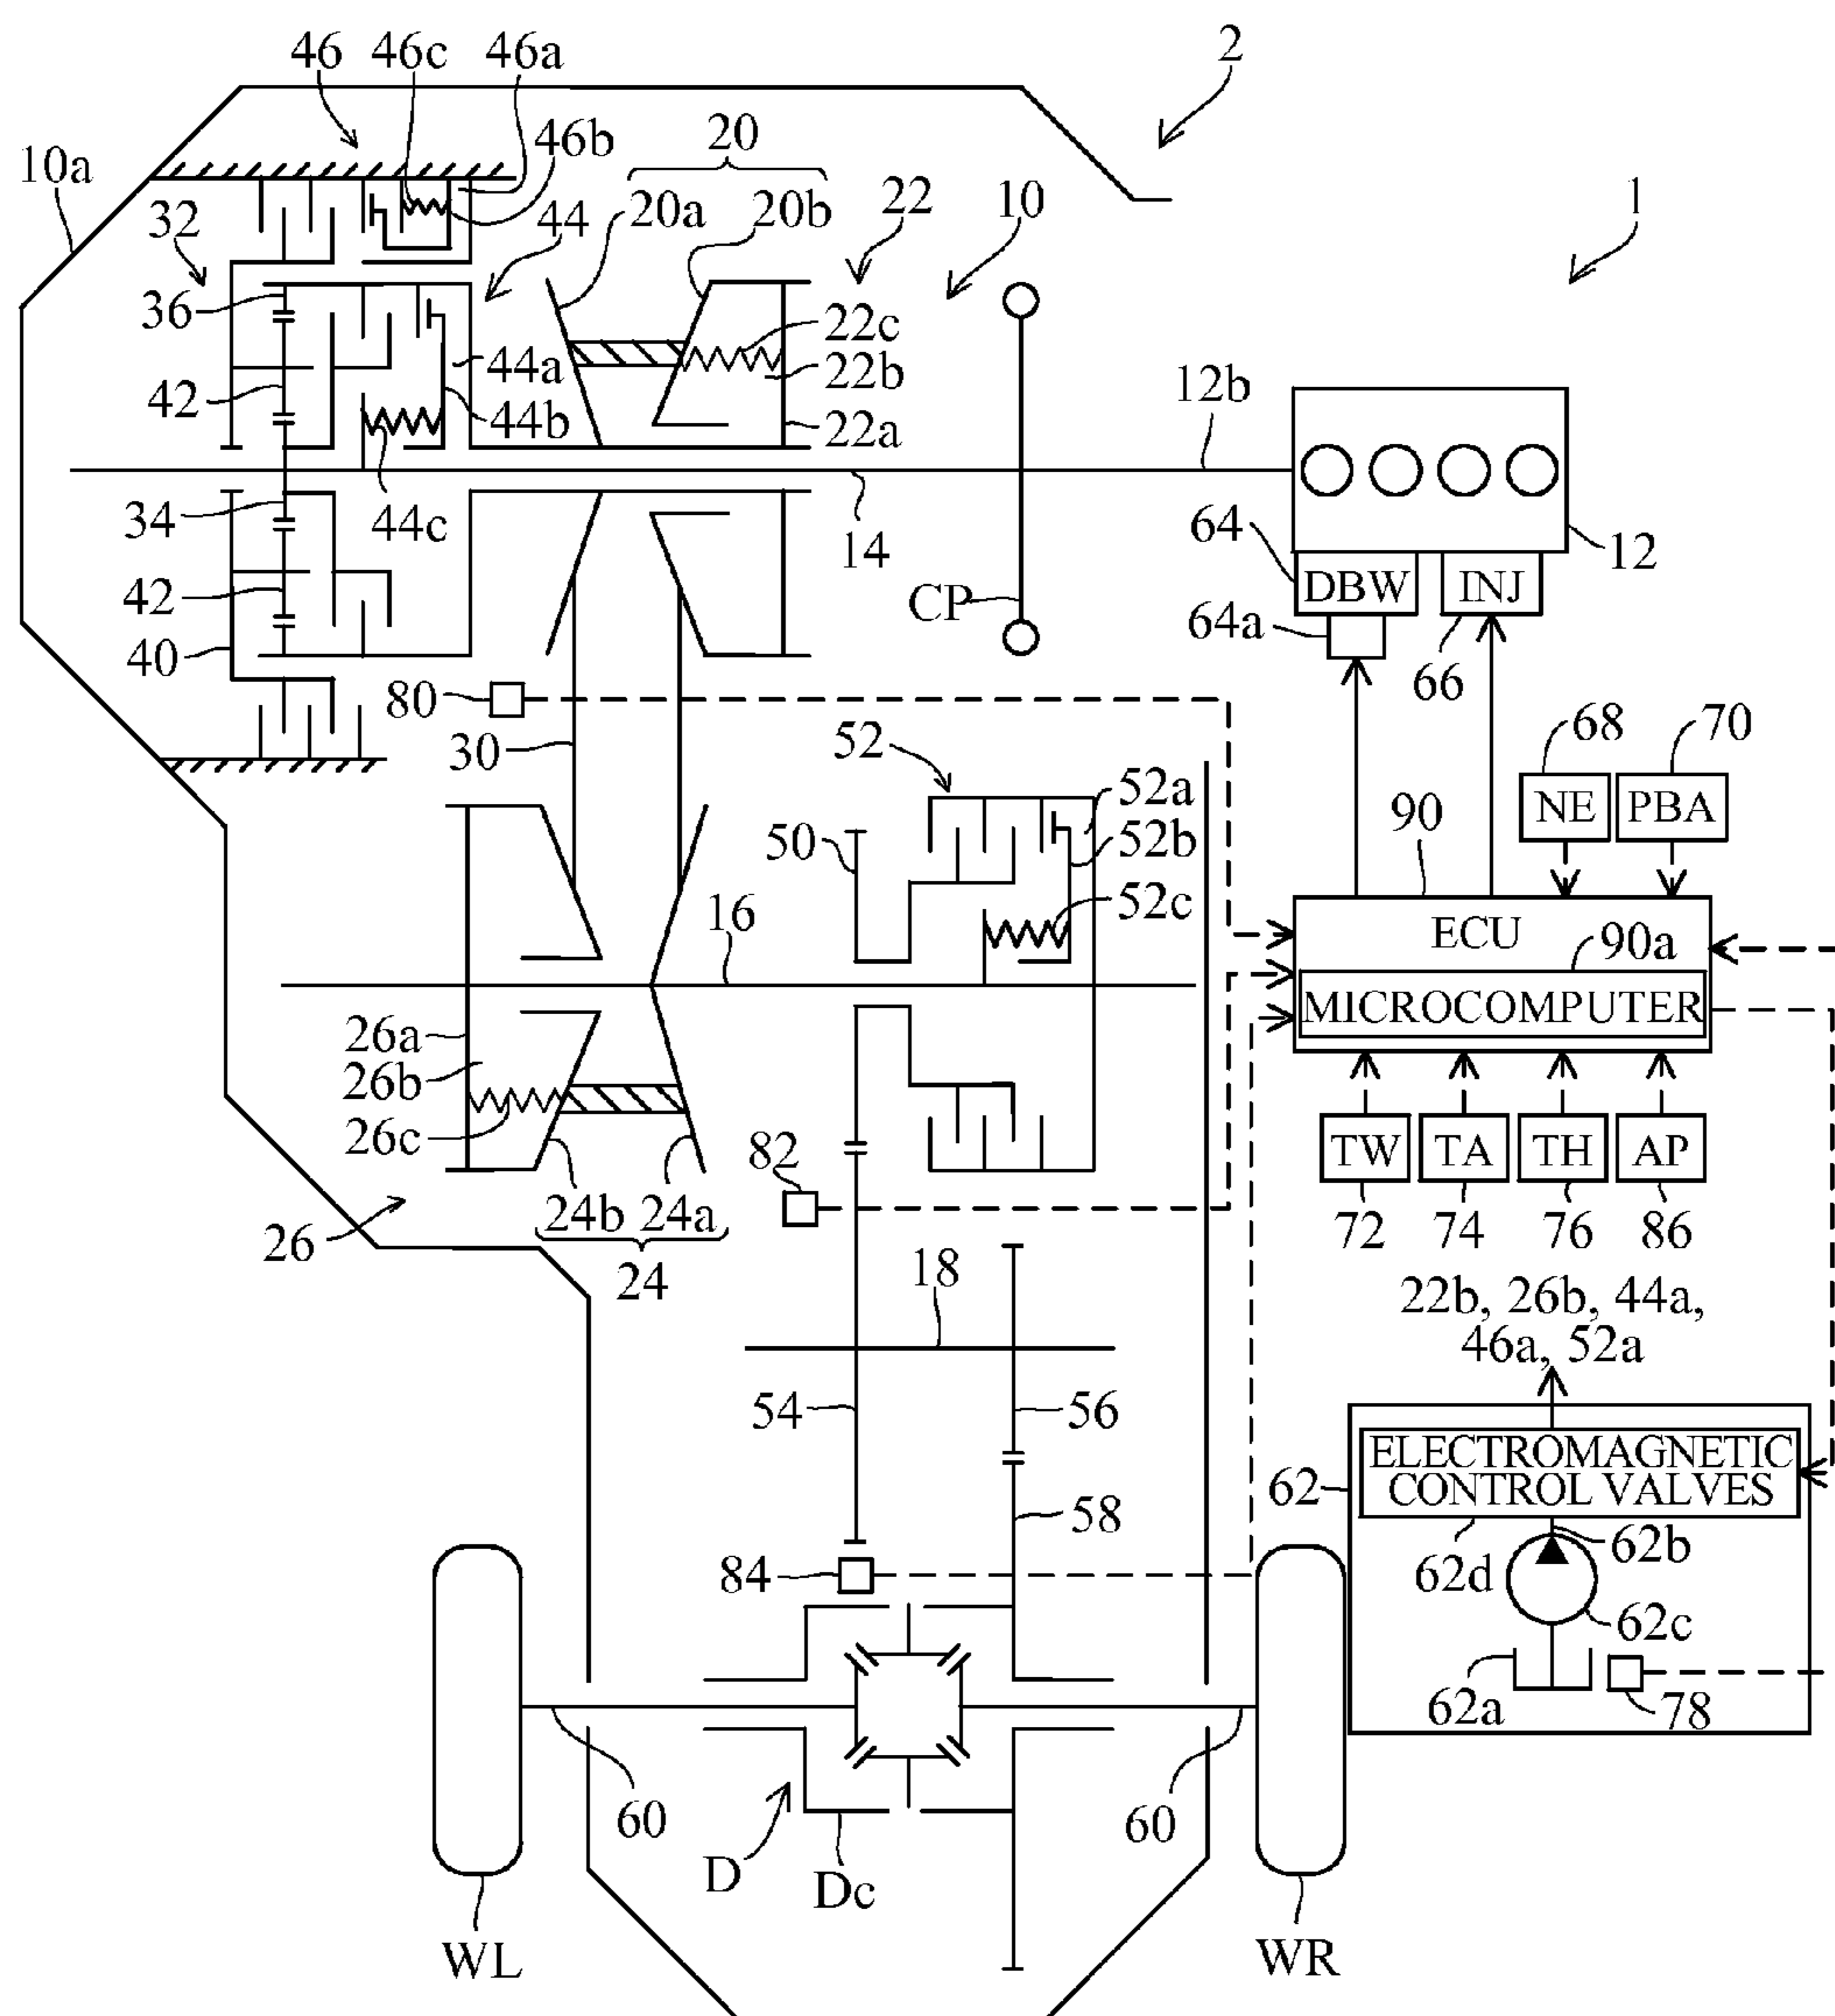 46 46c 46a 2
20
46b
10a
32 44 20a 20b 22 10 1
36 22c
44a 22b 12b
42 44b 22a
34 44c 14 64 12
DBW INJ
42 CP 64a
40 66
80 68 70
30 52
52a 90 NE PBA
50 52b
16 52c ECU
90a
MICROCOMPUTER
26a
26b
26c 82 TW TA TH AP
24b 24a 72 74 76 86
26 24 18 22b, 26b, 44a,
46a, 52a
54 56
ELECTROMAGNETIC
CONTROL VALVES
62
58 62b
84 62d
62c
62a 78
60 60
D Dc
WL WR